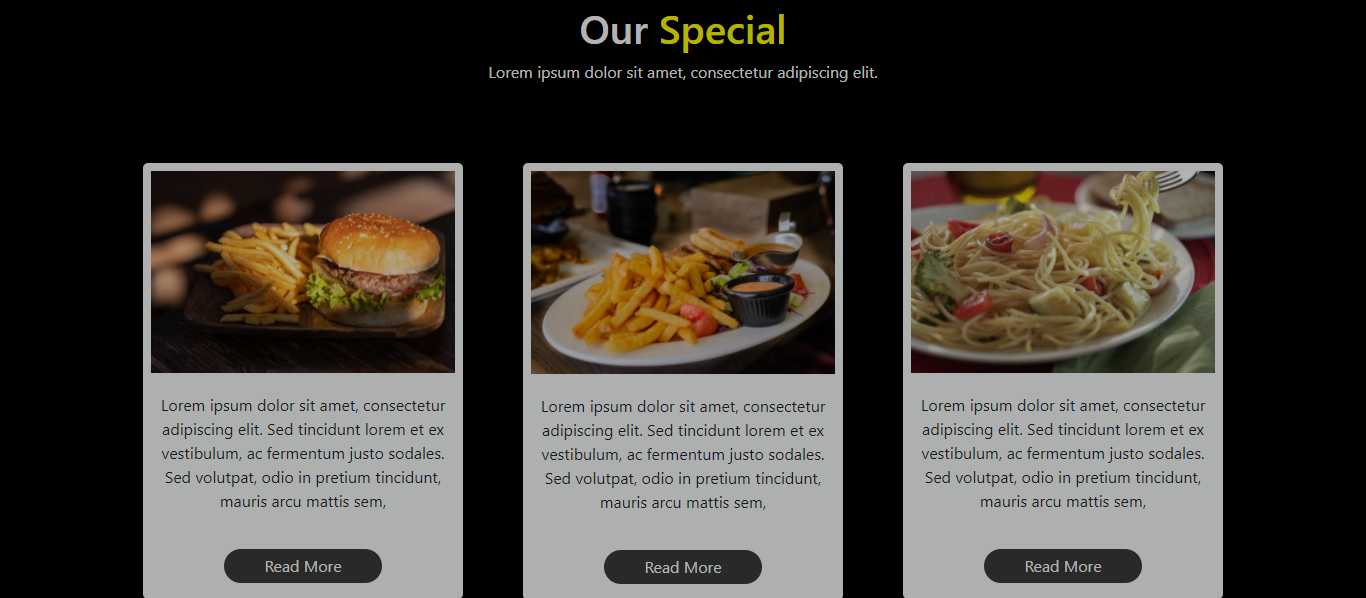 Our Special
Lorem ipsum dolor sit amet, consectetur adipiscing elit.
Lorem ipsum dolor sit amet, consectetur
adipiscing elit. Sed tincidunt lorem et ex
vestibulum, ac fermentum justo sodales.
Sed volutpat, odio in pretium tincidunt,
mauris arcu mattis sem,
Read More
Lorem ipsum dolor sit amet, consectetur
adipiscing elit. Sed tincidunt lorem et ex
vestibulum, ac fermentum justo sodales.
Sed volutpat, odio in pretium tincidunt,
mauris arcu mattis sem,
Read More
Lorem ipsum dolor sit amet, consectetur
adipiscing elit. Sed tincidunt lorem et ex
vestibulum, ac fermentum justo sodales.
Sed volutpat, odio in pretium tincidunt,
mauris arcu mattis sem,
Read More